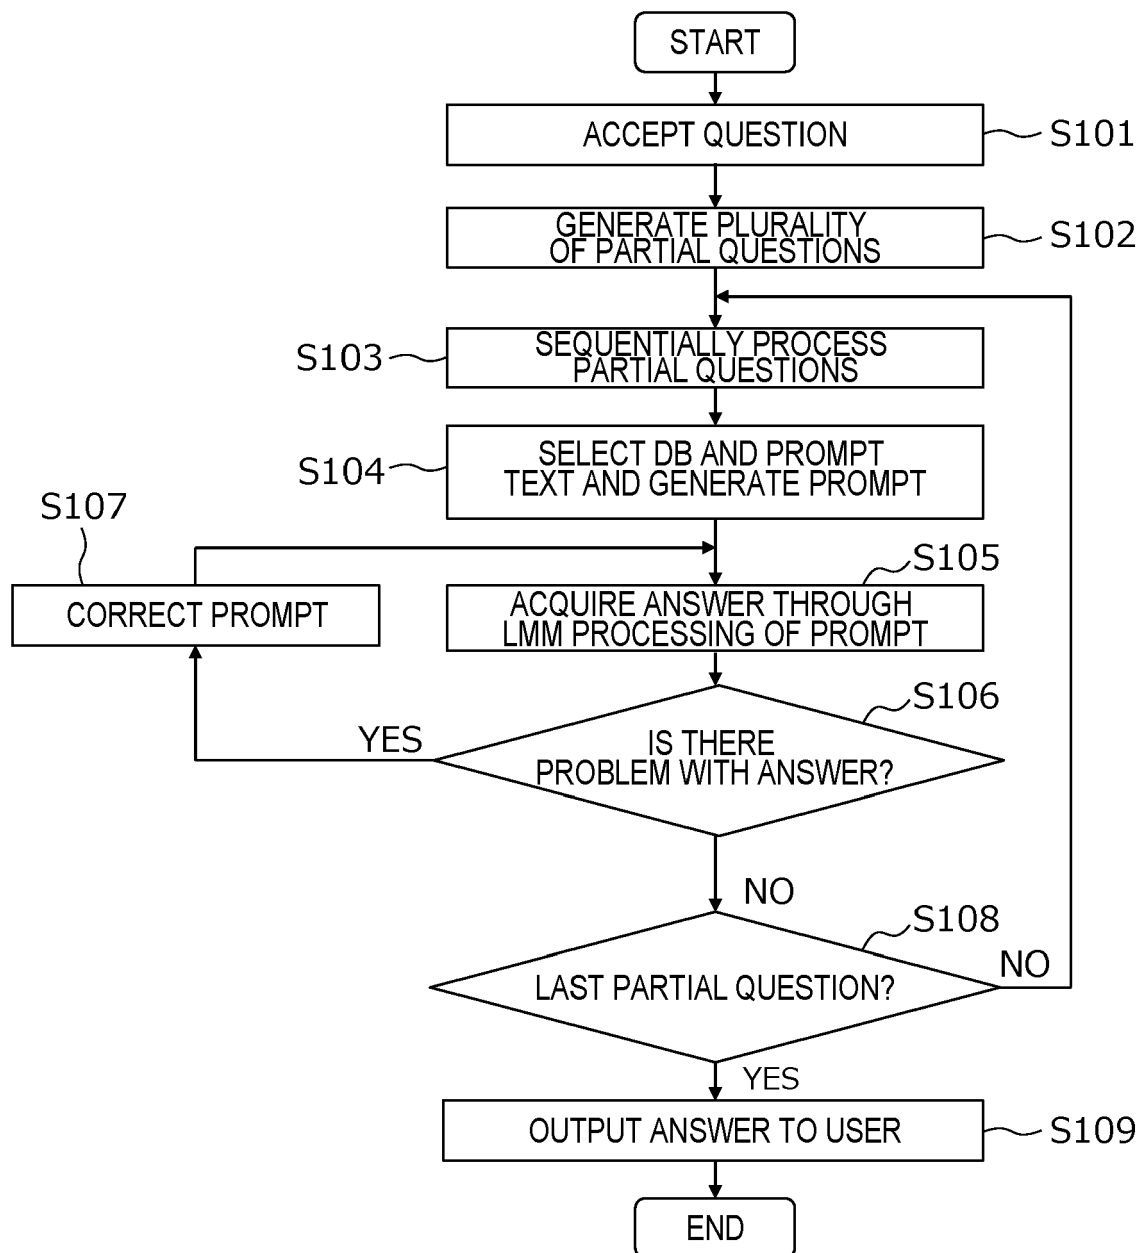 START
ACCEPT QUESTION
S101
GENERATE PLURALITY
OF PARTIAL QUESTIONS
S102
S103
SEQUENTIALLY PROCESS
PARTIAL QUESTIONS
S104
SELECT DB AND PROMPT
TEXT AND GENERATE PROMPT
S107
CORRECT PROMPT
S105
ACQUIRE ANSWER THROUGH
LMM PROCESSING OF PROMPT
S106
YES
IS THERE
PROBLEM WITH ANSWER?
NO
S108
LAST PARTIAL QUESTION?
NO
YES
OUTPUT ANSWER TO USER
S109
END